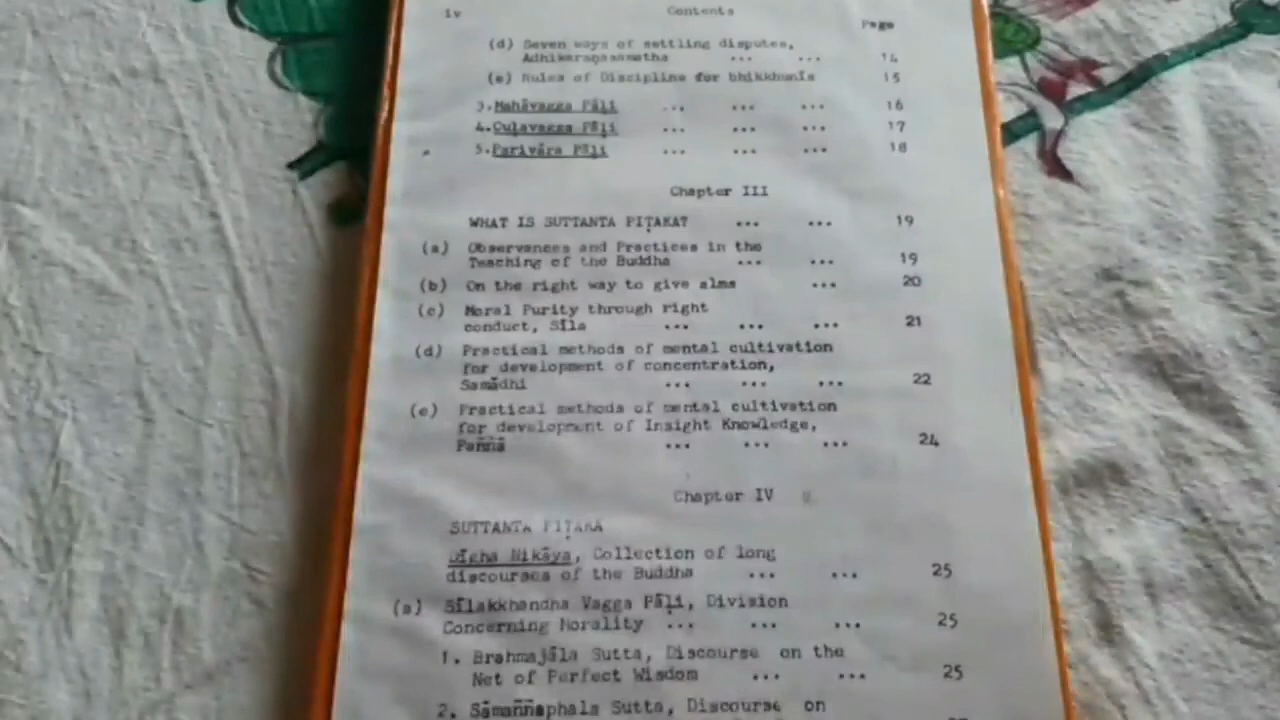 iv Contents
Page
(d) Seven ways of settling disputes,
Adhikaraṇasamatha ... ... 14
(e) Rules of Discipline for bhikkhunīs 15
3. Mahāvagga Pāḷi ... ... ... 16
4. Cuḷavagga Pāḷi ... ... ... 17
5. Parivāra Pāḷi ... ... ... 18
Chapter III
WHAT IS SUTTANTA PIṬAKA? ... ... 19
(a) Observances and Practices in the
Teaching of the Buddha ... ... 19
(b) On the right way to give alms ... 20
(c) Moral Purity through right
conduct, Sīla ... ... ... 21
(d) Practical methods of mental cultivation
for development of concentration,
Samādhi ... ... ... 22
(e) Practical methods of mental cultivation
for development of Insight Knowledge,
Paññā ... ... ... 24
Chapter IV
SUTTANTA PIṬAKA
Dīgha Nikāya, Collection of long
discourses of the Buddha ... ... 25
(a) Sīlakkhandha Vagga Pāḷi, Division
Concerning Morality ... ... ... 25
1. Brahmajāla Sutta, Discourse on the
Net of Perfect Wisdom ... ... 25
2. Sāmaññaphala Sutta, Discourse on